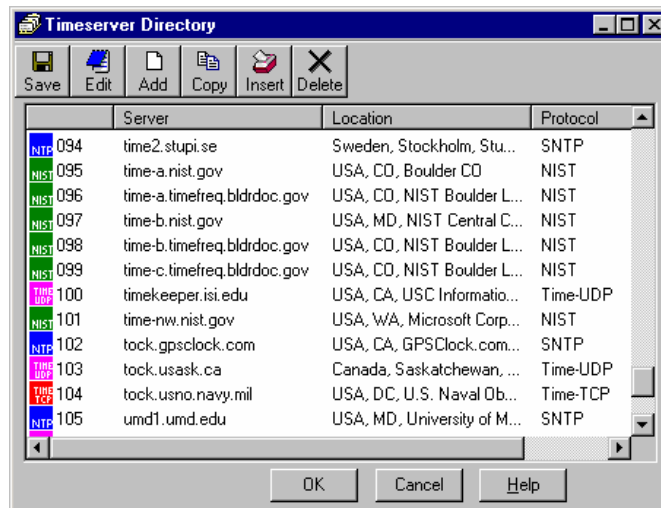 Timeserver Directory
Save Edit Add Copy Insert Delete
Server Location Protocol
NTP 094 time2.stupi.se Sweden, Stockholm, Stu... SNTP
NIST 095 time-a.nist.gov USA, CO, Boulder CO NIST
NIST 096 time-a.timefreq.bldrdoc.gov USA, CO, NIST Boulder L... NIST
NIST 097 time-b.nist.gov USA, MD, NIST Central C... NIST
NIST 098 time-b.timefreq.bldrdoc.gov USA, CO, NIST Boulder L... NIST
NIST 099 time-c.timefreq.bldrdoc.gov USA, CO, NIST Boulder L... NIST
TIME UDP 100 timekeeper.isi.edu USA, CA, USC Informatio... Time-UDP
NIST 101 time-nw.nist.gov USA, WA, Microsoft Corp... NIST
NTP 102 tock.gpsclock.com USA, CA, GPSClock.com... SNTP
TIME UDP 103 tock.usask.ca Canada, Saskatchewan, ... Time-UDP
TIME TCP 104 tock.usno.navy.mil USA, DC, U.S. Naval Ob... Time-TCP
NTP 105 umd1.umd.edu USA, MD, University of M... SNTP
OK Cancel Help